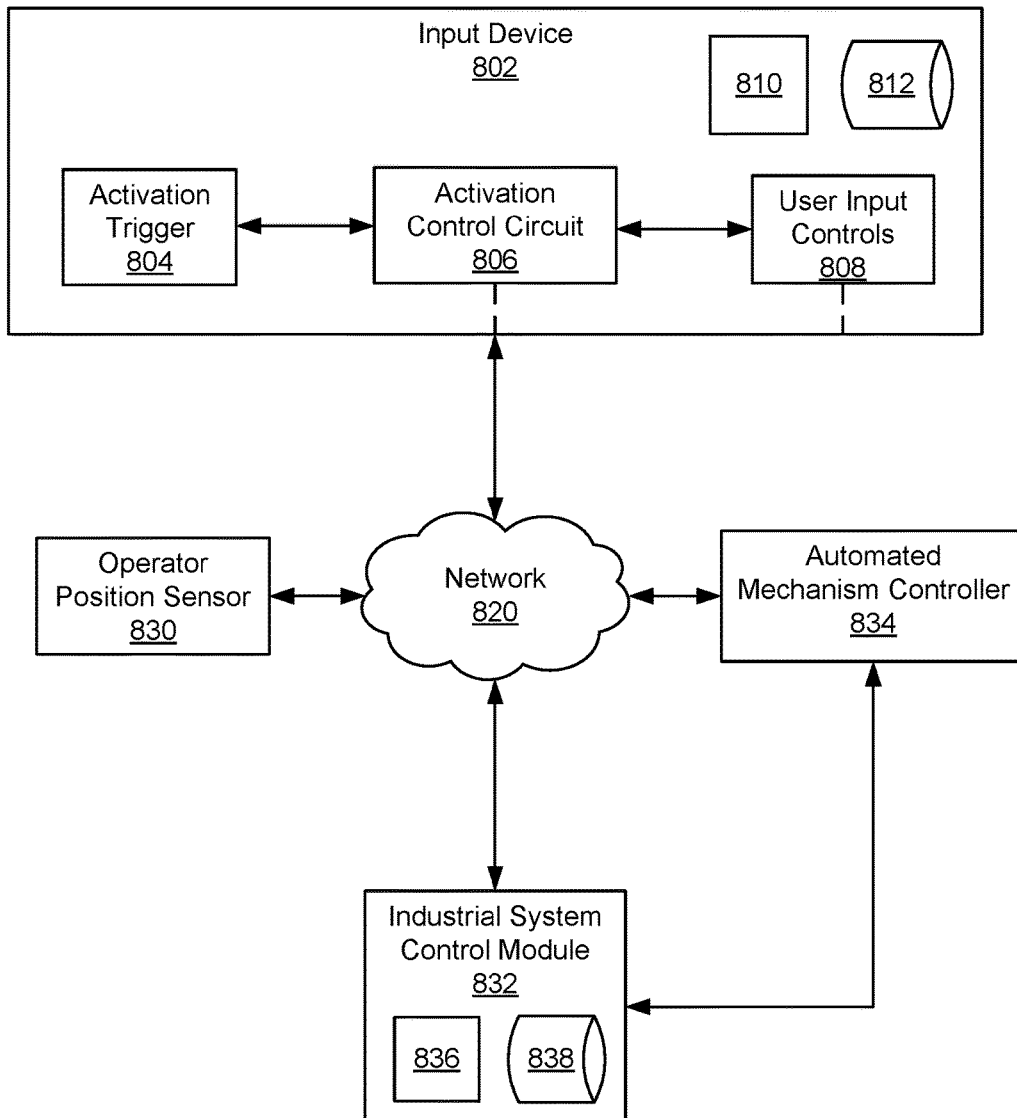 Input Device
802
810
812
Activation
Trigger
804
Activation
Control Circuit
806
User Input
Controls
808
Operator
Position Sensor
830
Network
820
Automated
Mechanism Controller
834
Industrial System
Control Module
832
836
838